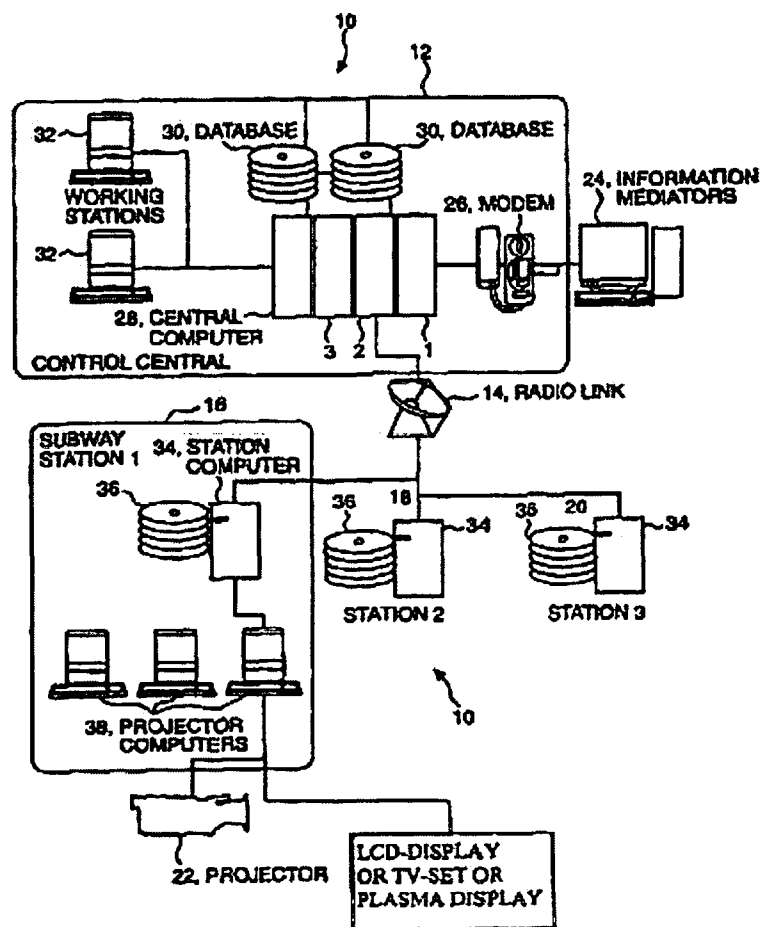 10
12
32
30, DATABASE
30, DATABASE
WORKING
STATIONS
26, MODEM
24, INFORMATION
MEDIATORS
32
28, CENTRAL
COMPUTER
3
2
1
CONTROL CENTRAL
14, RADIO LINK
16
SUBWAY
STATION 1
34, STATION
COMPUTER
36
18
36
34
STATION 2
20
36
34
STATION 3
38, PROJECTOR
COMPUTERS
10
22, PROJECTOR
LCD-DISPLAY
OR TV-SET OR
PLASMA DISPLAY